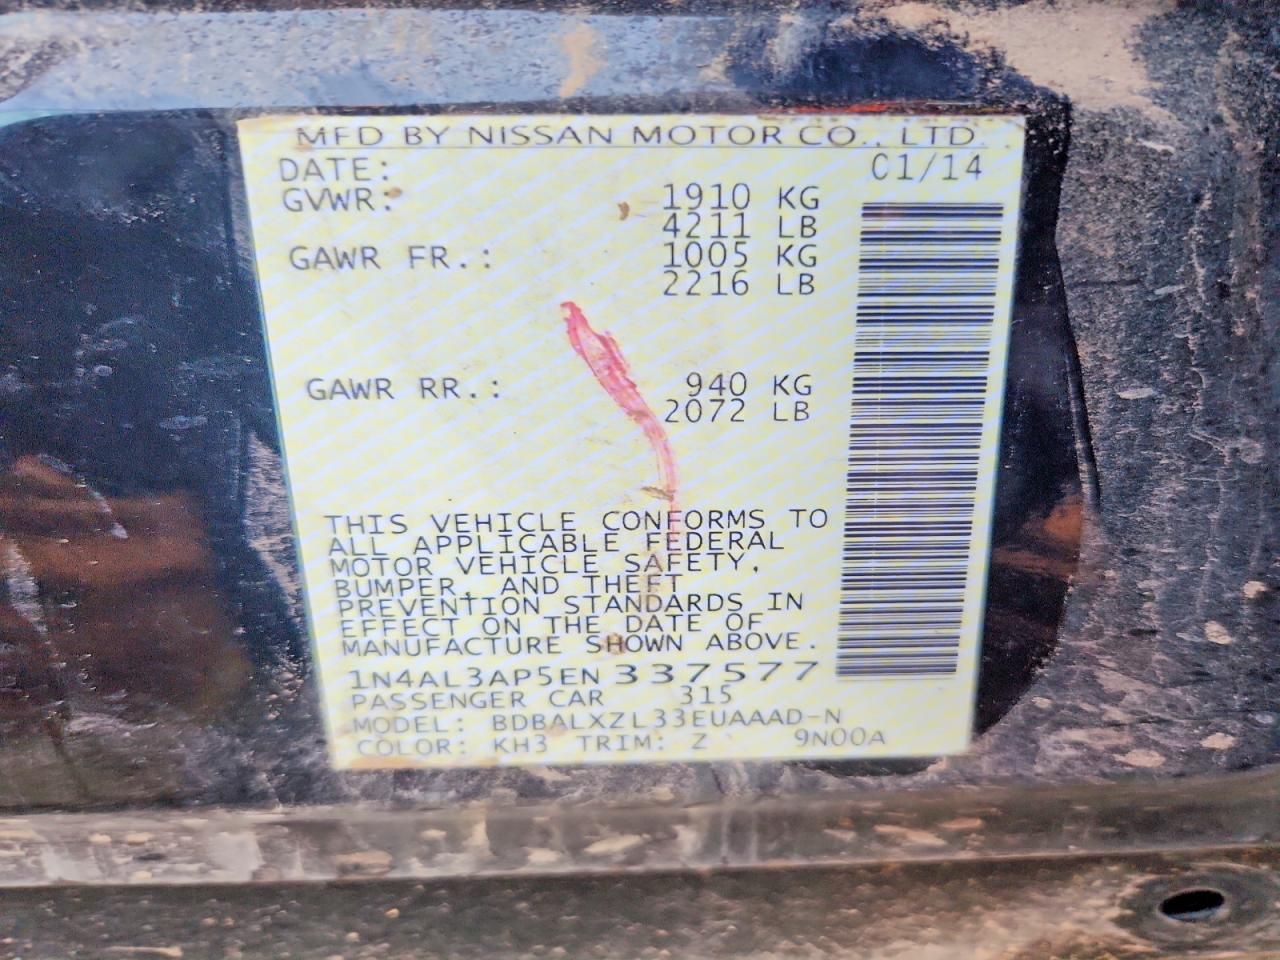 MFD BY NISSAN MOTOR CO., LTD.
DATE: 01/14
GVWR: 1910 KG
4211 LB
GAWR FR.: 1005 KG
2216 LB
GAWR RR.: 940 KG
2072 LB
THIS VEHICLE CONFORMS TO
ALL APPLICABLE FEDERAL
MOTOR VEHICLE SAFETY,
BUMPER, AND THEFT
PREVENTION STANDARDS IN
EFFECT ON THE DATE OF
MANUFACTURE SHOWN ABOVE.
1N4AL3AP5EN337577
PASSENGER CAR 315
MODEL: BDBALXZL33EUAAAD-N
COLOR: KH3 TRIM: Z 9N00A